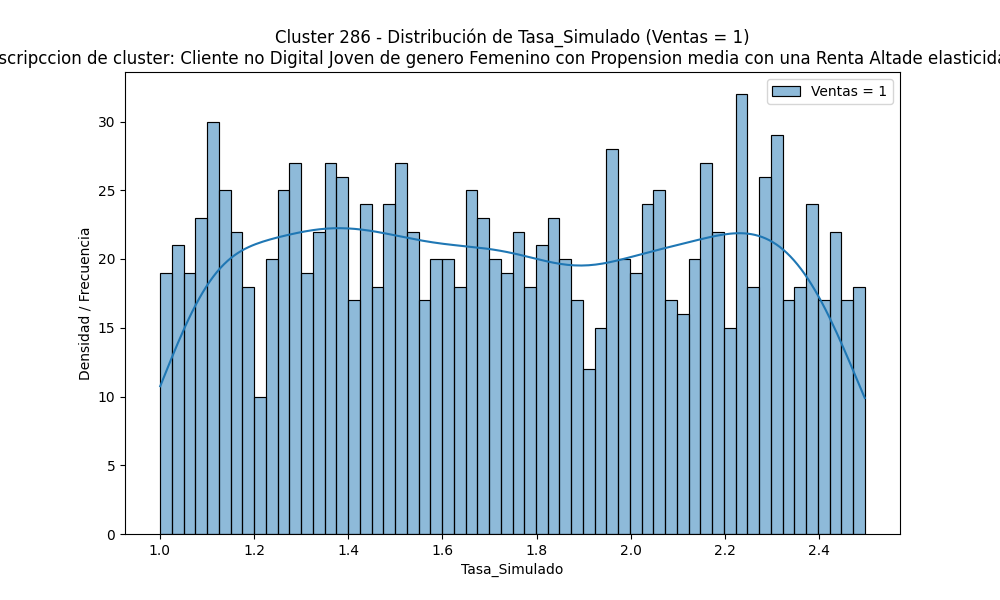 Cluster 286 - Distribución de Tasa_Simulado (Ventas = 1)
scripccion de cluster: Cliente no Digital Joven de genero Femenino con Propension media con una Renta Altade elasticida
Ventas = 1
Densidad / Frecuencia
30
25
20
15
10
5
0
1.0 1.2 1.4 1.6 1.8 2.0 2.2 2.4
Tasa_Simulado